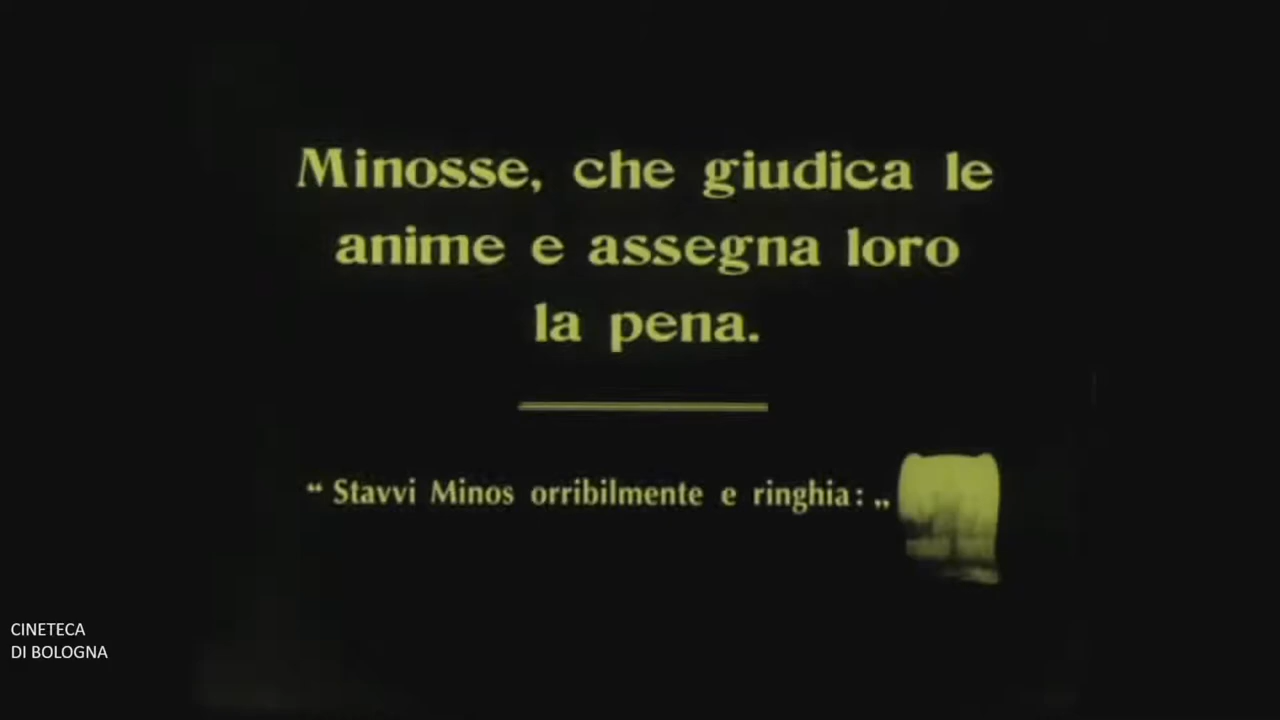 Minosse, che giudica le
anime e assegna loro
la pena.
“ Stavvi Minos orribilmente e ringhia: „
CINETECA
DI BOLOGNA